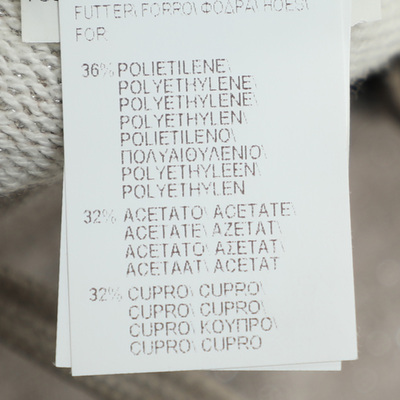 FUTTER\ FORRO\ ΦΟΔΡΑ\ HOES\
FOR
36% POLIETILENE\
POLYETHYLENE\
POLYETHYLENE\
POLYETHYLEN\
POLIETILENO\
ΠΟΛΥΑΙΘΥΛΕΝΙΟ\
POLYETHYLEEN\
POLYETHYLEN
32% ACETATO\ ACETATE\
ACETATE\ AZETAT\
ACETATO\ ΑΣΕΤΑΤ\
ACETAAT\ ACETAT
32% CUPRO\ CUPRO\
CUPRO\ CUPRO\
CUPRO\ ΚΟΥΠΡΟ\
CUPRO\ CUPRO